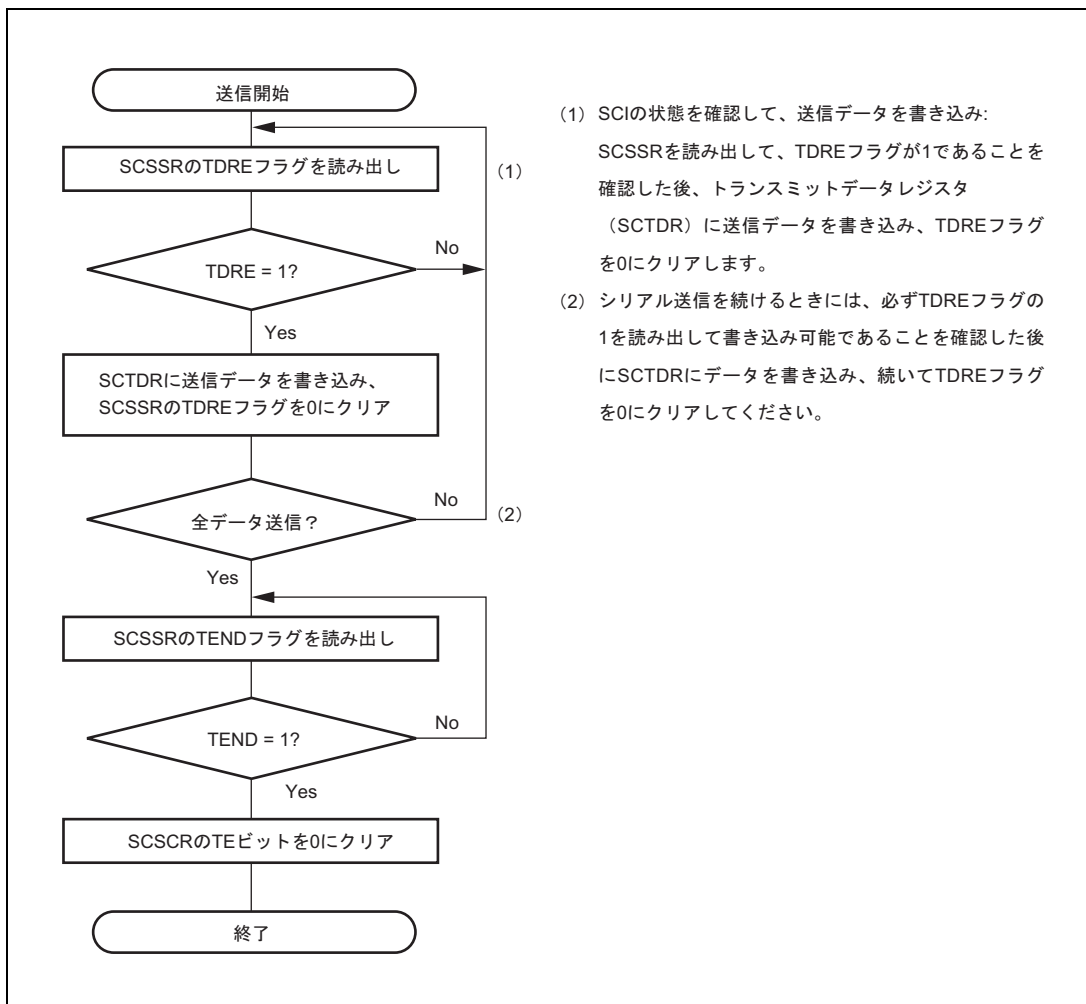 送信開始
SCSSRのTDREフラグを読み出し
(1)
TDRE = 1?
No
Yes
SCTDRに送信データを書き込み、
SCSSRのTDREフラグを0にクリア
全データ送信？
No
(2)
Yes
SCSSRのTENDフラグを読み出し
TEND = 1?
No
Yes
SCSCRのTEビットを0にクリア
終了
(1) SCIの状態を確認して、送信データを書き込み:
SCSSRを読み出して、TDREフラグが1であることを
確認した後、トランスミットデータレジスタ
（SCTDR）に送信データを書き込み、TDREフラグ
を0にクリアします。
(2) シリアル送信を続けるときには、必ずTDREフラグの
1を読み出して書き込み可能であることを確認した後
にSCTDRにデータを書き込み、続いてTDREフラグ
を0にクリアしてください。